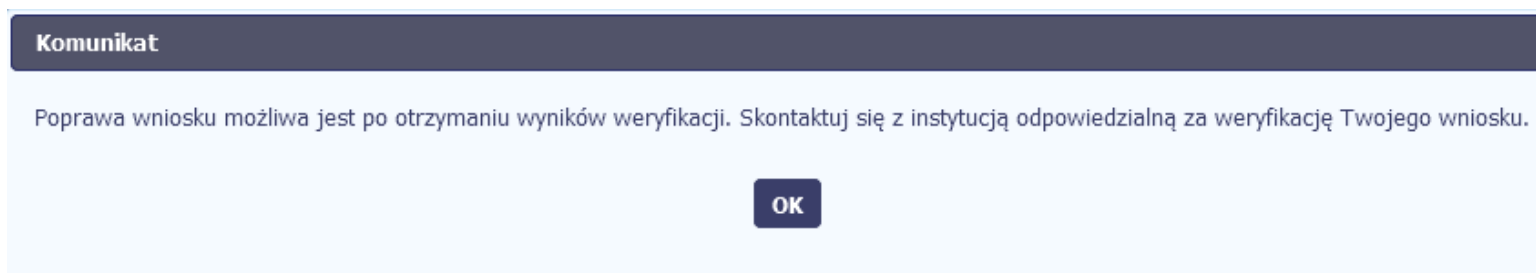 Komunikat
Poprawa wniosku możliwa jest po otrzymaniu wyników weryfikacji. Skontaktuj się z instytucją odpowiedzialną za weryfikację Twojego wniosku.
OK